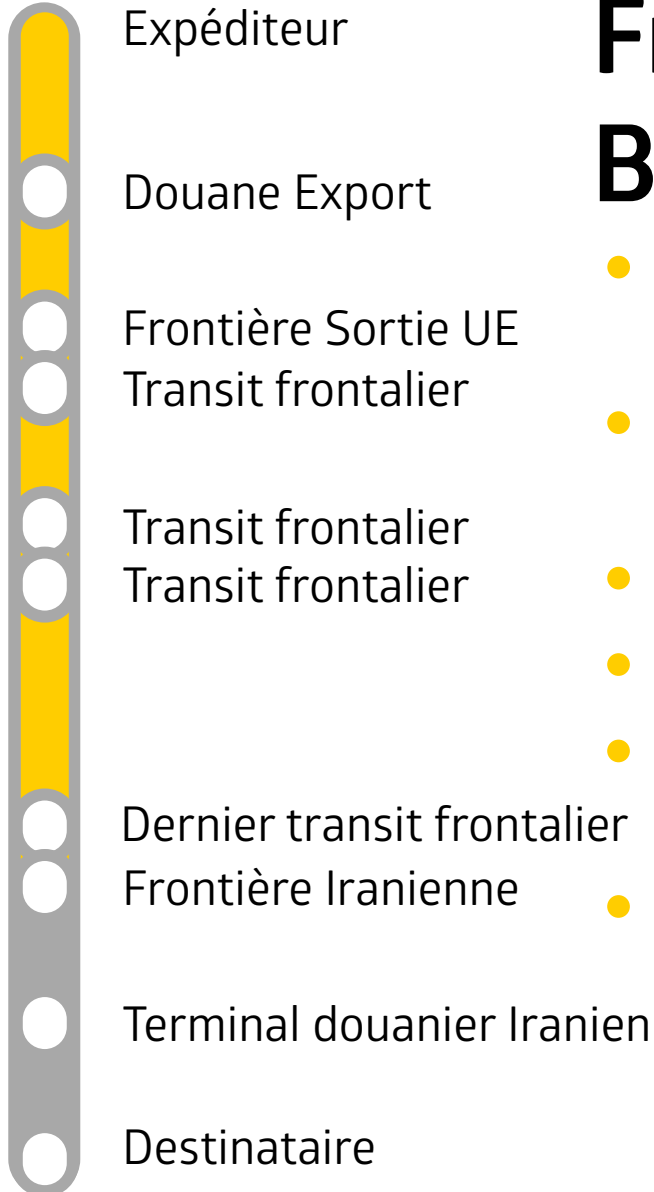 Expéditeur
Douane Export
Frontière Sortie UE
Transit frontalier
Transit frontalier
Transit frontalier
Dernier transit frontalier
Frontière Iranienne
Terminal douanier Iranien
Destinataire
B